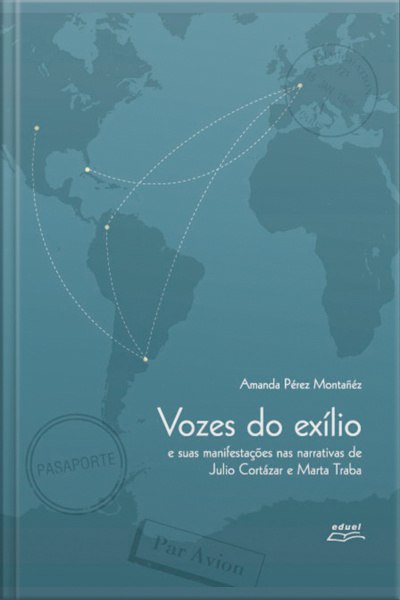 Amanda Pérez Montañéz
Vozes do exílio
e suas manifestações nas narrativas de
Julio Cortázar e Marta Traba
PASAPORTE
eduel
Par Avion